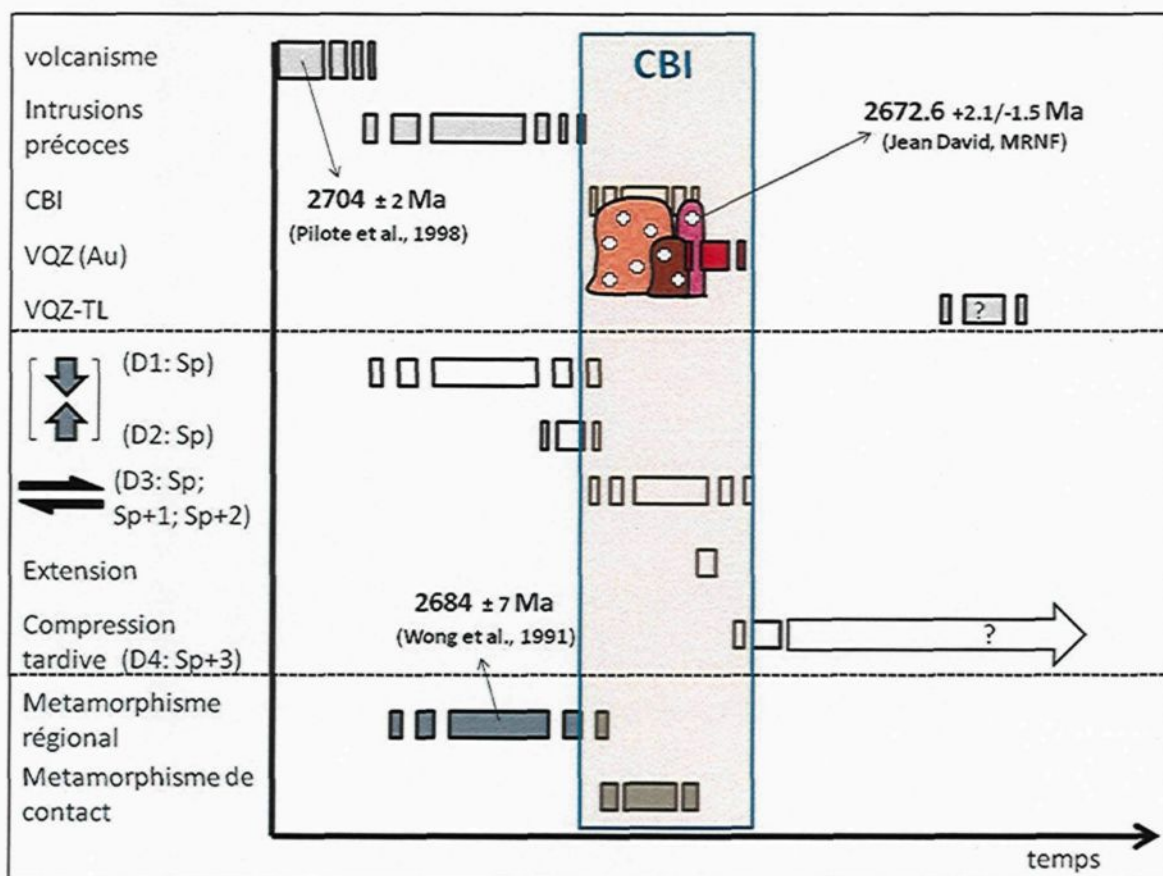 volcanisme
CBI
Intrusions
précoces
2672.6 +2.1/-1.5 Ma
(Jean David, MRNF)
CBI
2704 ± 2 Ma
(Pilote et al., 1998)
VQZ (Au)
VQZ-TL
?
(D1: Sp)
(D2: Sp)
(D3: Sp;
Sp+1; Sp+2)
Extension
2684 ± 7 Ma
(Wong et al., 1991)
Compression
tardive (D4: Sp+3)
?
Metamorphisme
régional
Metamorphisme de
contact
temps